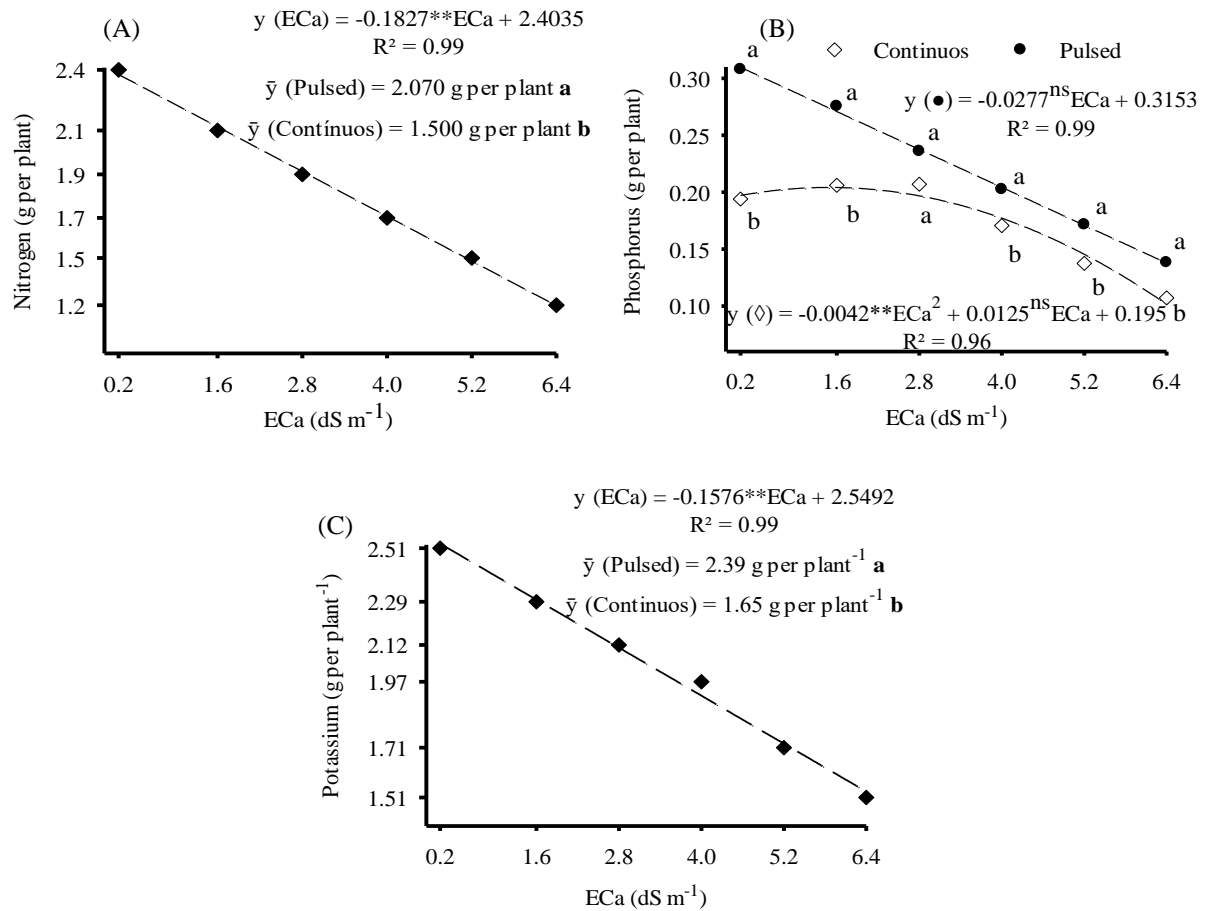 (A)
y (ECa) = -0.1827**ECa + 2.4035
R² = 0.99
ȳ (Pulsed) = 2.070 g per plant a
ȳ (Contínuos) = 1.500 g per plant b
Nitrogen (g per plant)
2.4
2.1
1.9
1.7
1.5
1.2
0.2 1.6 2.8 4.0 5.2 6.4
ECa (dS m⁻¹)
(B)
◇ Continuos ● Pulsed
y (●) = -0.0277ⁿˢECa + 0.3153
R² = 0.99
Phosphorus (g per plant)
0.30
0.25
0.20
0.15
0.10
a a a a a a
b b a b b b
y (◊) = -0.0042**ECa² + 0.0125ⁿˢECa + 0.195
R² = 0.96
0.2 1.6 2.8 4.0 5.2 6.4
ECa (dS m⁻¹)
(C)
y (ECa) = -0.1576**ECa + 2.5492
R² = 0.99
ȳ (Pulsed) = 2.39 g per plant⁻¹ a
ȳ (Continuos) = 1.65 g per plant⁻¹ b
Potassium (g per plant⁻¹)
2.51
2.29
2.12
1.97
1.71
1.51
0.2 1.6 2.8 4.0 5.2 6.4
ECa (dS m⁻¹)